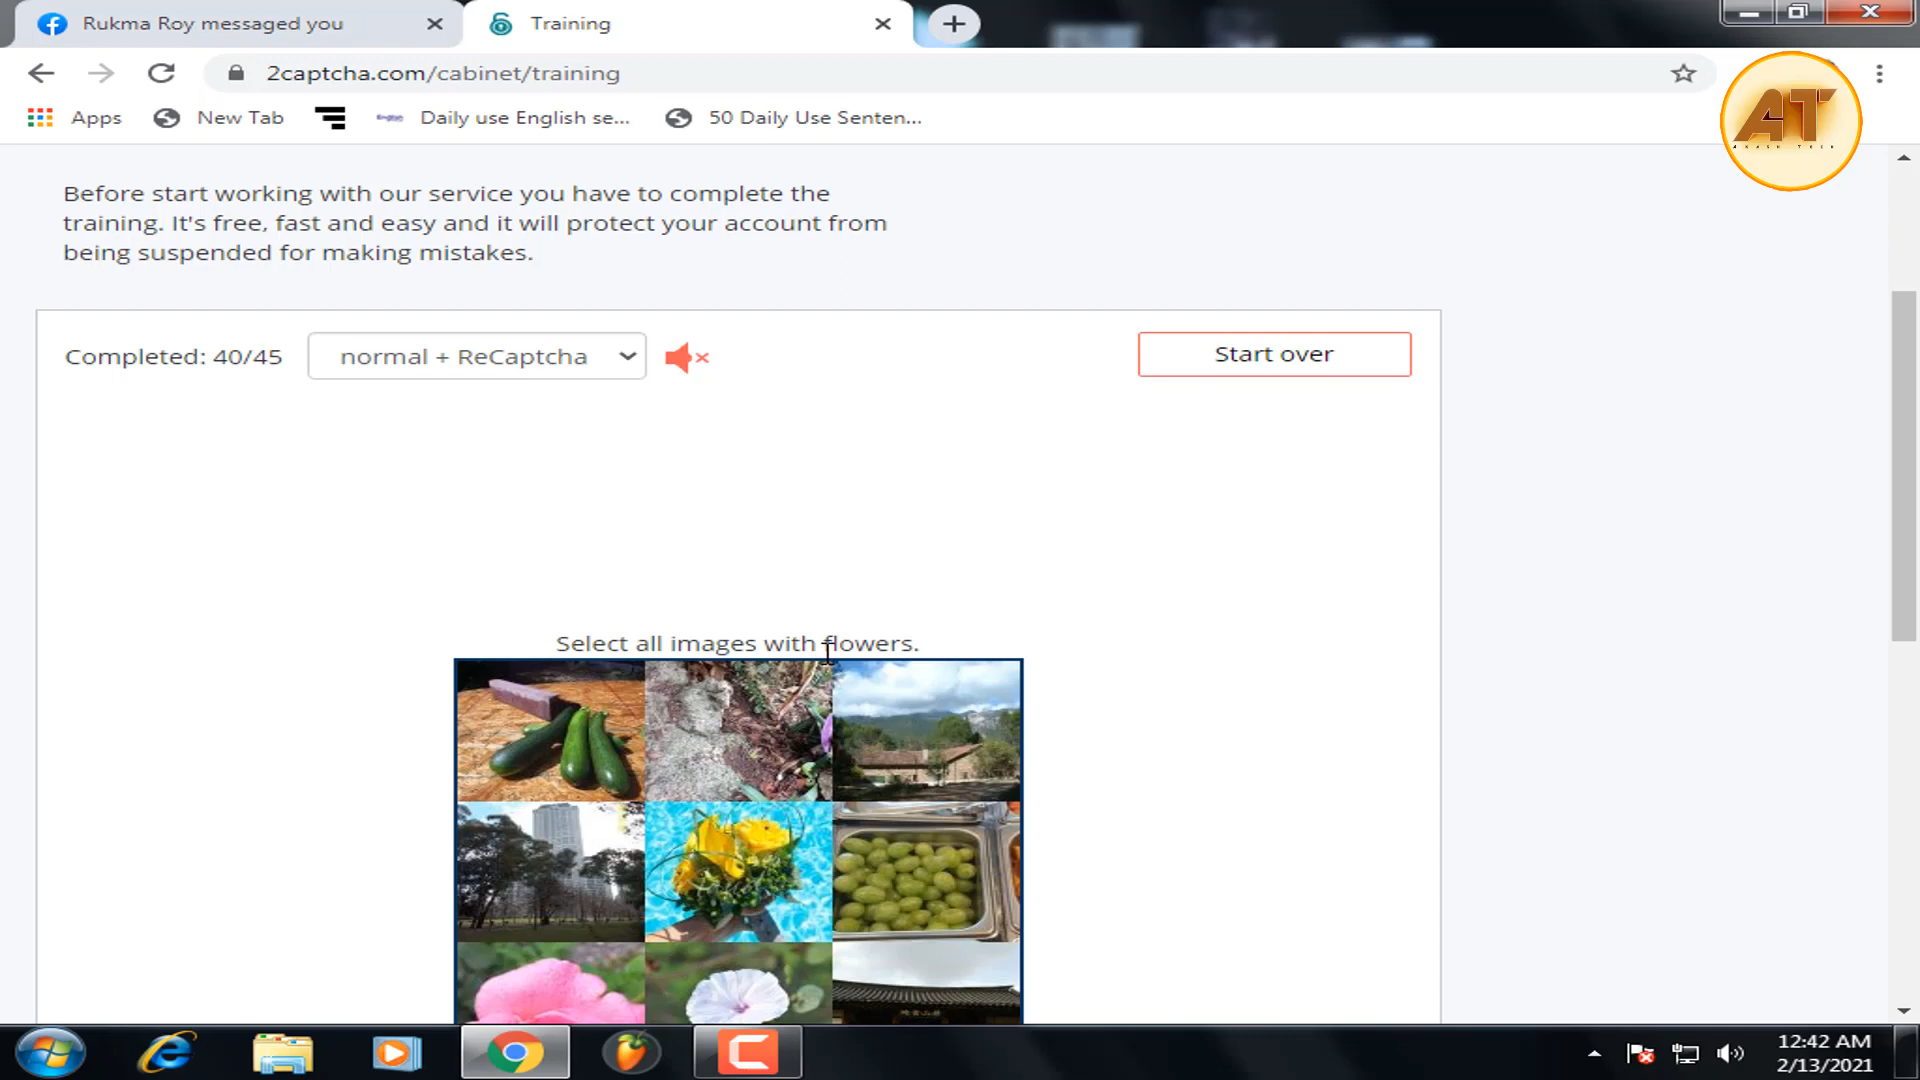 Rukma Roy messaged you
Training
2captcha.com/cabinet/training
Apps
New Tab
Daily use English se...
50 Daily Use Senten...
AT
Before start working with our service you have to complete the
training. It's free, fast and easy and it will protect your account from
being suspended for making mistakes.
Completed: 40/45
normal + ReCaptcha
Start over
Select all images with flowers.
12:42 AM
2/13/2021